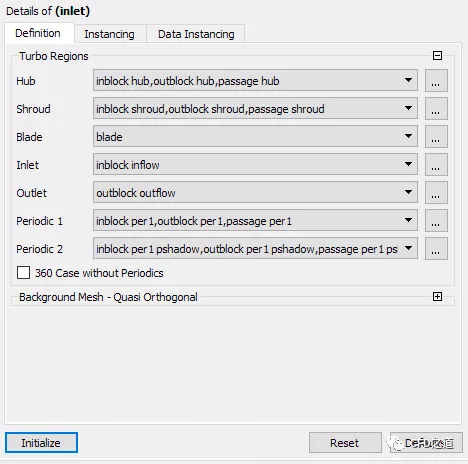 Details of (inlet)
Definition Instancing Data Instancing
Turbo Regions
Hub inblock hub,outblock hub,passage hub ...
Shroud inblock shroud,outblock shroud,passage shroud ...
Blade blade ...
Inlet inblock inflow ...
Outlet outblock outflow ...
Periodic 1 inblock per1,outblock per1,passage per1 ...
Periodic 2 inblock per1 pshadow,outblock per1 pshadow,passage per1 ps ...
360 Case without Periodics
Background Mesh - Quasi Orthogonal
Initialize Reset